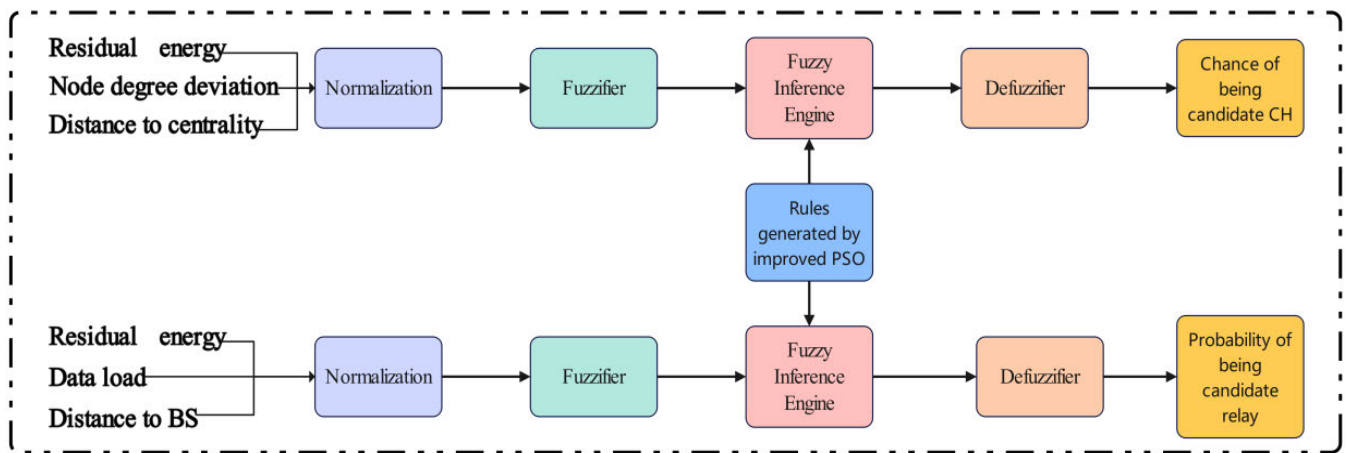 Residual energy
Node degree deviation
Distance to centrality
Normalization
Fuzzifier
Fuzzy
Inference
Engine
Defuzzifier
Chance of
being
candidate CH
Rules
generated by
improved PSO
Residual energy
Data load
Distance to BS
Normalization
Fuzzifier
Fuzzy
Inference
Engine
Defuzzifier
Probability of
being
candidate
relay